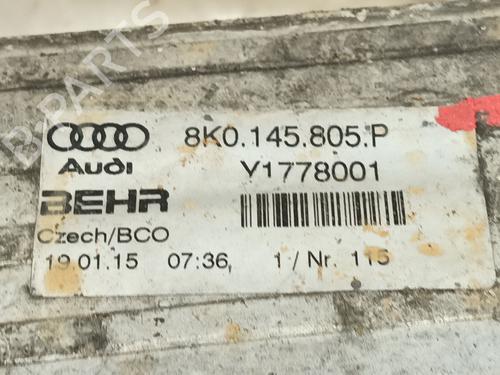 B-PARTS
8K0.145.805.P
Audi
Y1778001
BEHR
Czech/BCO
19.01.15 07:36, 1/Nr. 115